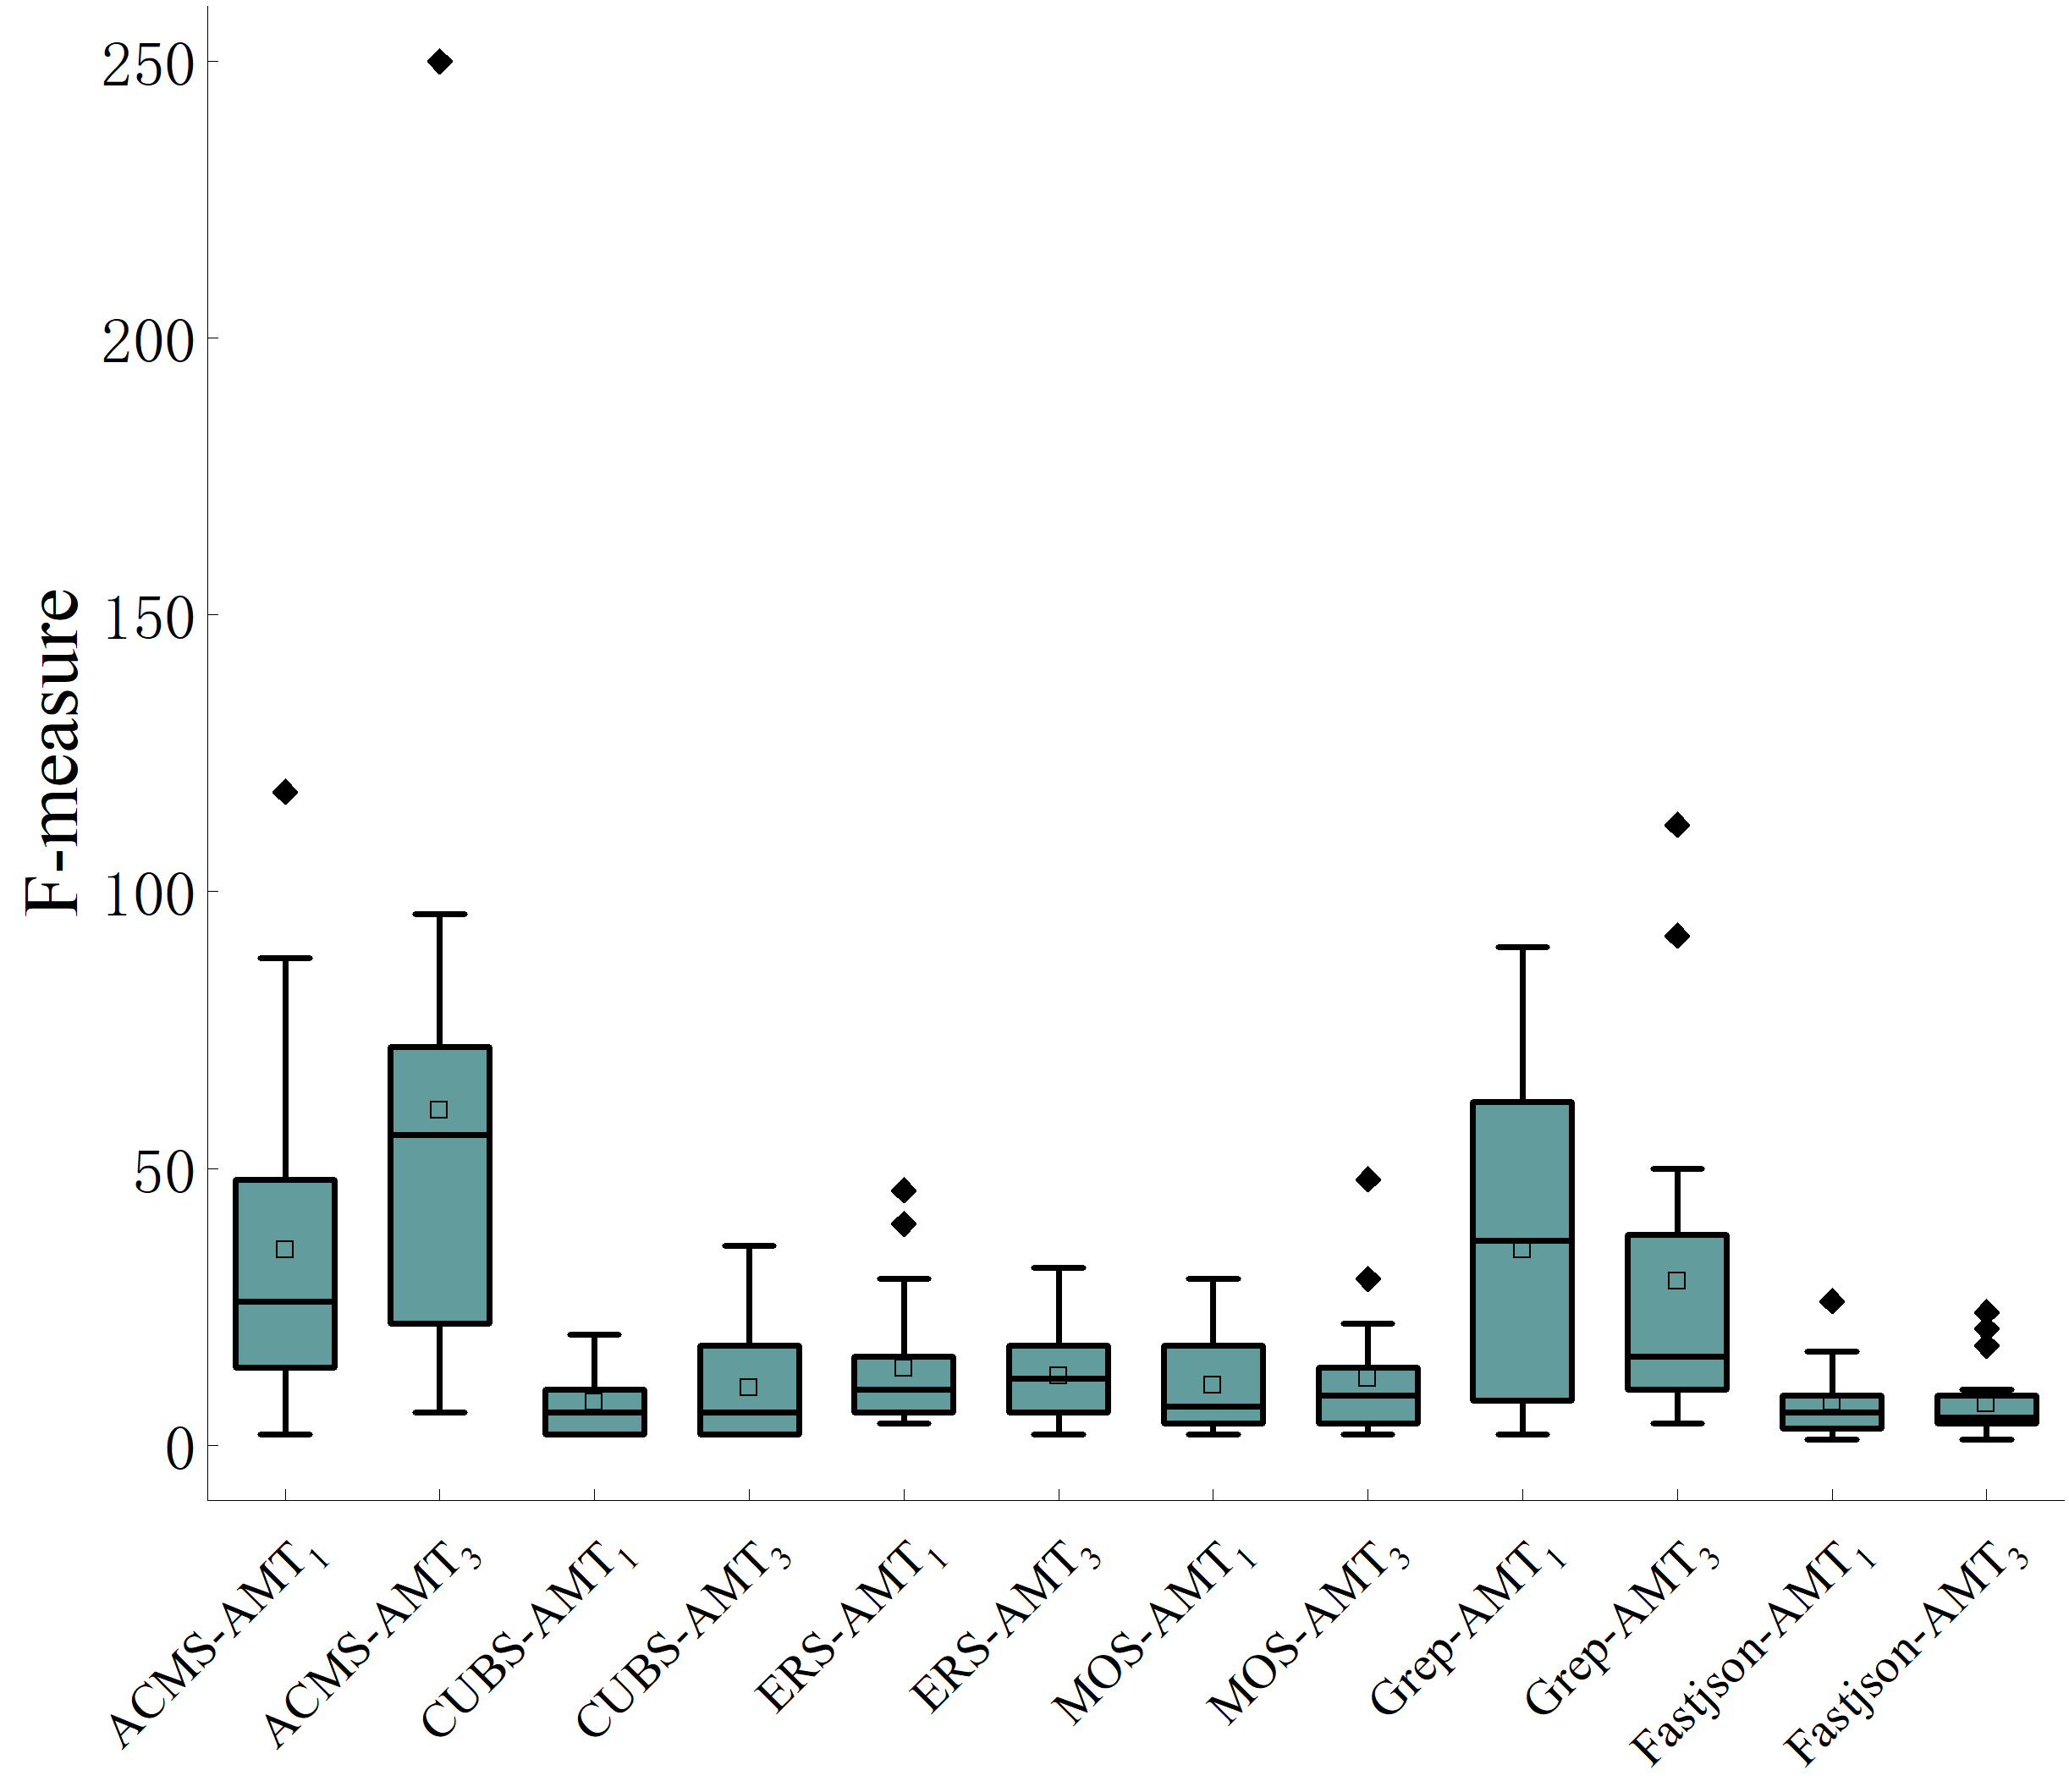 F-measure
250
200
150
100
50
0
ACMS-AMT₁
ACMS-AMT₃
CUBS-AMT₁
CUBS-AMT₃
ERS-AMT₁
ERS-AMT₃
MOS-AMT₁
MOS-AMT₃
Grep-AMT₁
Grep-AMT₃
Fastjson-AMT₁
Fastjson-AMT₃